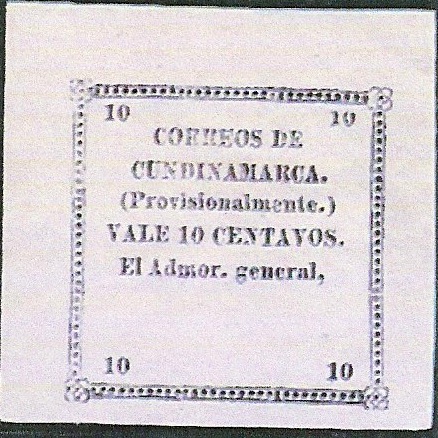 10 10
CORREOS DE
CUNDINAMARCA.
(Provisionalmente.)
VALE 10 CENTAVOS.
El Admor. general,
10 10